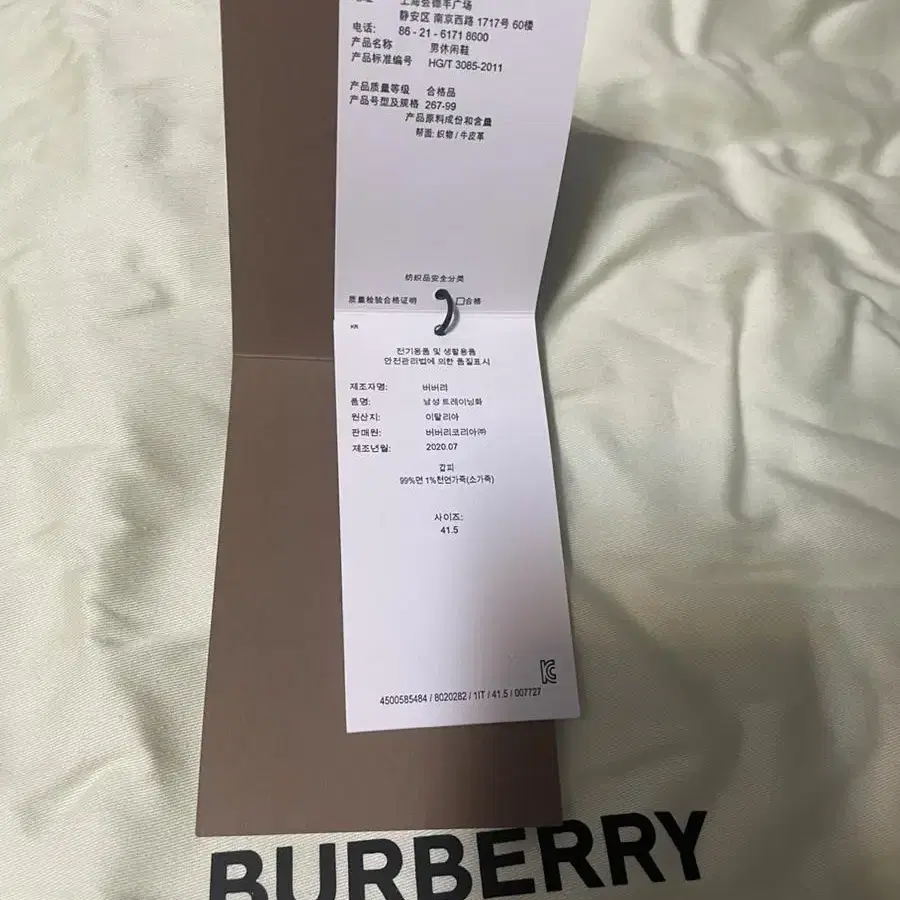 上海会德丰广场
静安区 南京西路 1717号 60楼
电话: 86 - 21 - 6171 8600
产品名称 男休闲鞋
产品标准编号 HG/T 3085-2011
产品质量等级 合格品
产品号型及规格 267-99
产品原料成份和含量
帮面: 织物 / 牛皮革
纺织品安全分类
质量检验合格证明 □合格
KR
전기용품 및 생활용품
안전관리법에 의한 품질표시
제조자명: 버버리
품명: 남성 트레이닝화
원산지: 이탈리아
판매원: 버버리코리아㈜
제조년월: 2020.07
갑피
99%면 1%천연가죽(소가죽)
사이즈:
41.5
4500585484 / 8020282 / 1IT / 41.5 / 007727
BURBERRY